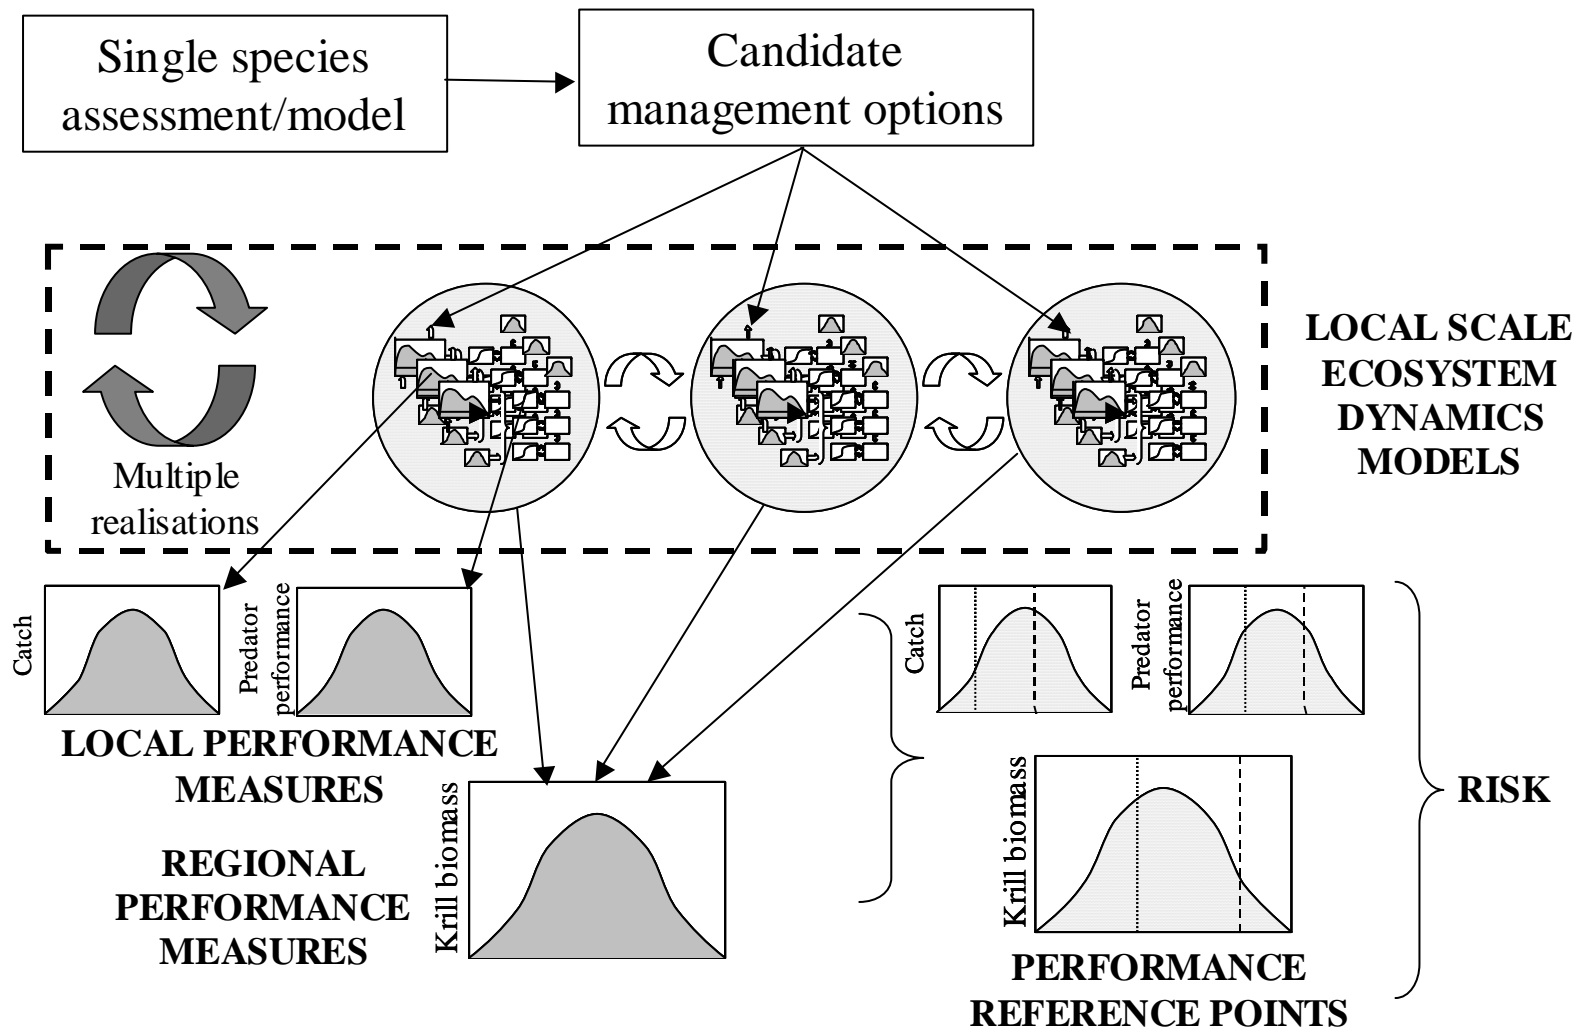 Single species
assessment/model
Candidate
management options
LOCAL SCALE
ECOSYSTEM
DYNAMICS
MODELS
Multiple
realisations
Catch
Predator
performance
LOCAL PERFORMANCE
MEASURES
Krill biomass
REGIONAL
PERFORMANCE
MEASURES
Catch
Predator
performance
Krill biomass
PERFORMANCE
REFERENCE POINTS
RISK